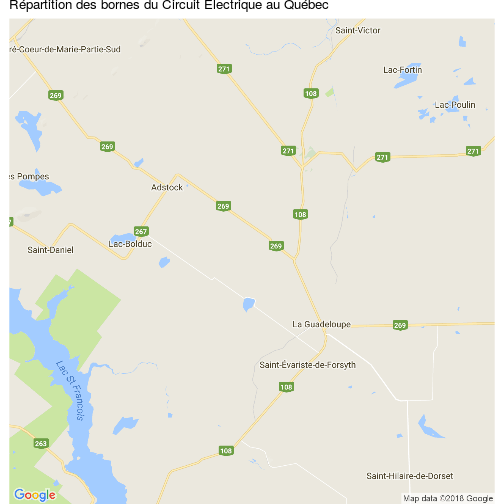 Répartition des bornes du Circuit Electrique au Québec
Saint-Victor
ré-Coeur-de-Marie-Partie-Sud
271
Lac-Fortin
269
108
Lac-Poulin
269
271
271
271
es Pompes
Adstock
269
108
267
Lac-Bolduc
269
Saint-Daniel
La Guadeloupe
269
Saint-Évariste-de-Forsyth
Lac St François
108
263
108
Saint-Hilaire-de-Dorset
Google
Map data ©2018 Google